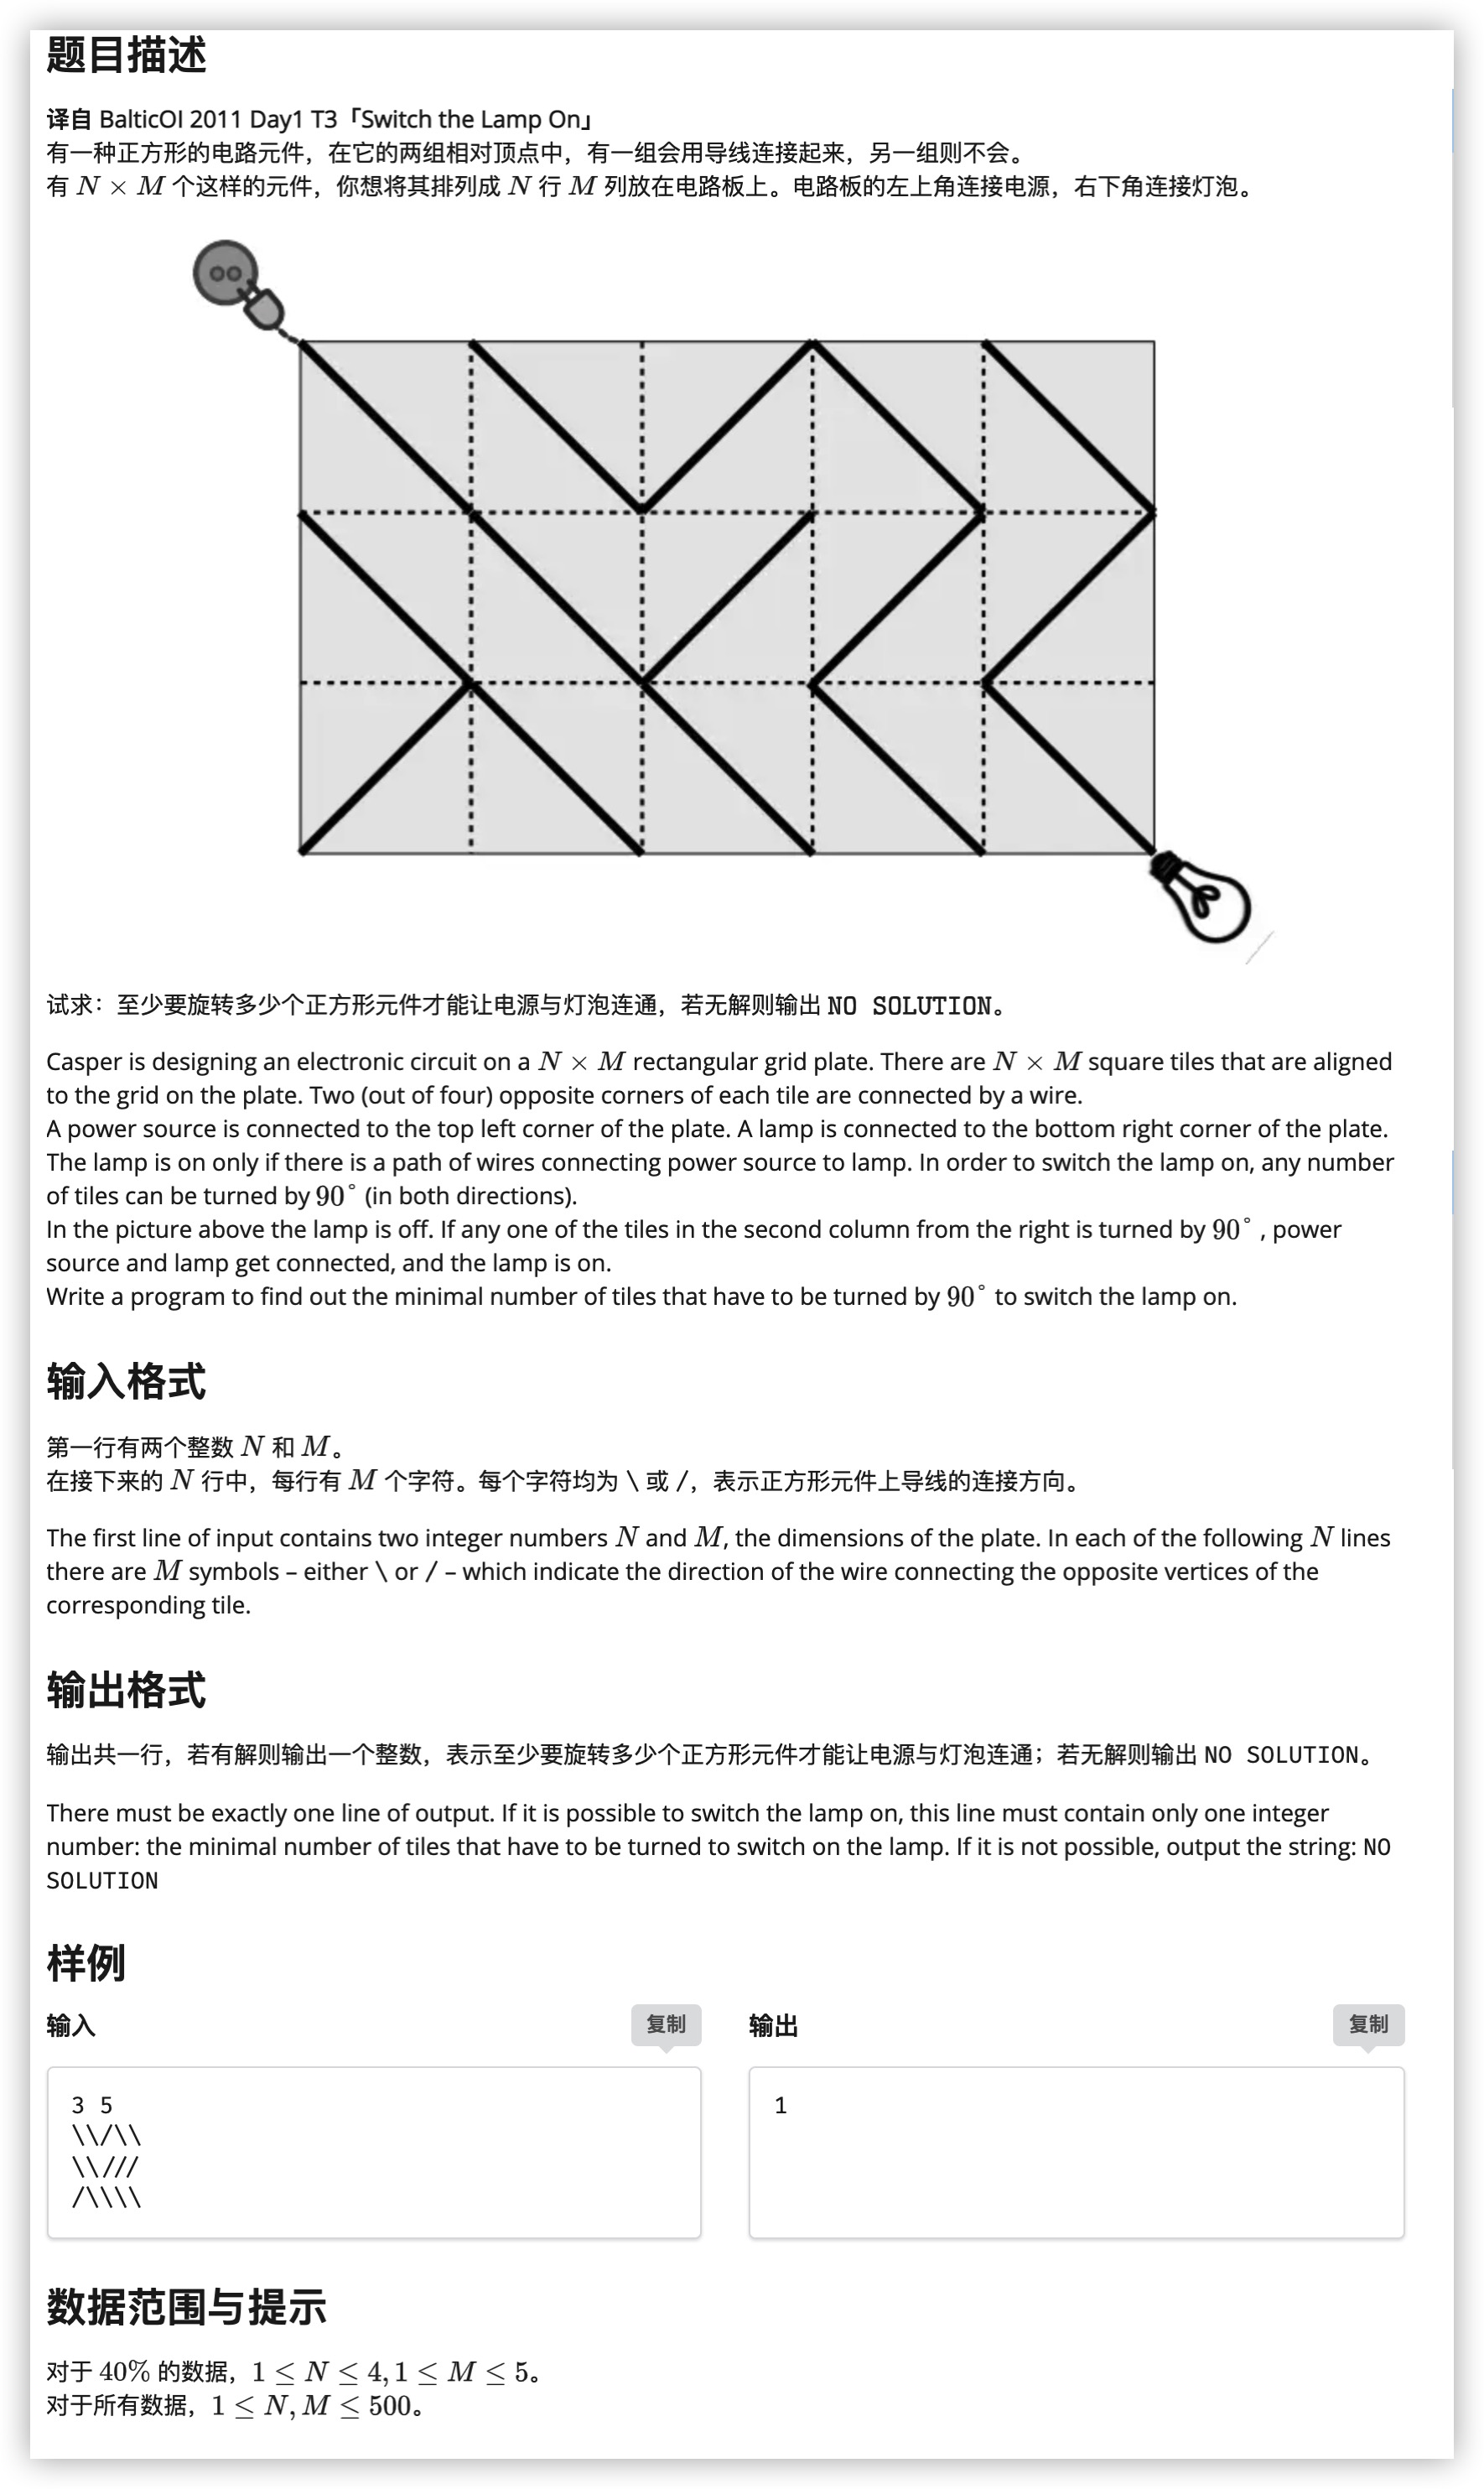 题目描述
译自 BalticOI 2011 Day1 T3「Switch the Lamp On」
有一种正方形的电路元件，在它的两组相对顶点中，有一组会用导线连接起来，另一组则不会。
有 N × M 个这样的元件，你想将其排列成 N 行 M 列放在电路板上。电路板的左上角连接电源，右下角连接灯泡。
试求：至少要旋转多少个正方形元件才能让电源与灯泡连通，若无解则输出 NO SOLUTION。
Casper is designing an electronic circuit on a N × M rectangular grid plate. There are N × M square tiles that are aligned
to the grid on the plate. Two (out of four) opposite corners of each tile are connected by a wire.
A power source is connected to the top left corner of the plate. A lamp is connected to the bottom right corner of the plate.
The lamp is on only if there is a path of wires connecting power source to lamp. In order to switch the lamp on, any number
of tiles can be turned by 90° (in both directions).
In the picture above the lamp is off. If any one of the tiles in the second column from the right is turned by 90° , power
source and lamp get connected, and the lamp is on.
Write a program to find out the minimal number of tiles that have to be turned by 90° to switch the lamp on.
输入格式
第一行有两个整数 N 和 M。
在接下来的 N 行中，每行有 M 个字符。每个字符均为 \ 或 /，表示正方形元件上导线的连接方向。
The first line of input contains two integer numbers N and M, the dimensions of the plate. In each of the following N lines
there are M symbols – either \ or / – which indicate the direction of the wire connecting the opposite vertices of the
corresponding tile.
输出格式
输出共一行，若有解则输出一个整数，表示至少要旋转多少个正方形元件才能让电源与灯泡连通；若无解则输出 NO SOLUTION。
There must be exactly one line of output. If it is possible to switch the lamp on, this line must contain only one integer
number: the minimal number of tiles that have to be turned to switch on the lamp. If it is not possible, output the string: NO
SOLUTION
样例
输入 复制
3 5
\\/\\
\\///
/\\\\
输出 复制
1
数据范围与提示
对于 40% 的数据，1 ≤ N ≤ 4, 1 ≤ M ≤ 5。
对于所有数据，1 ≤ N, M ≤ 500。